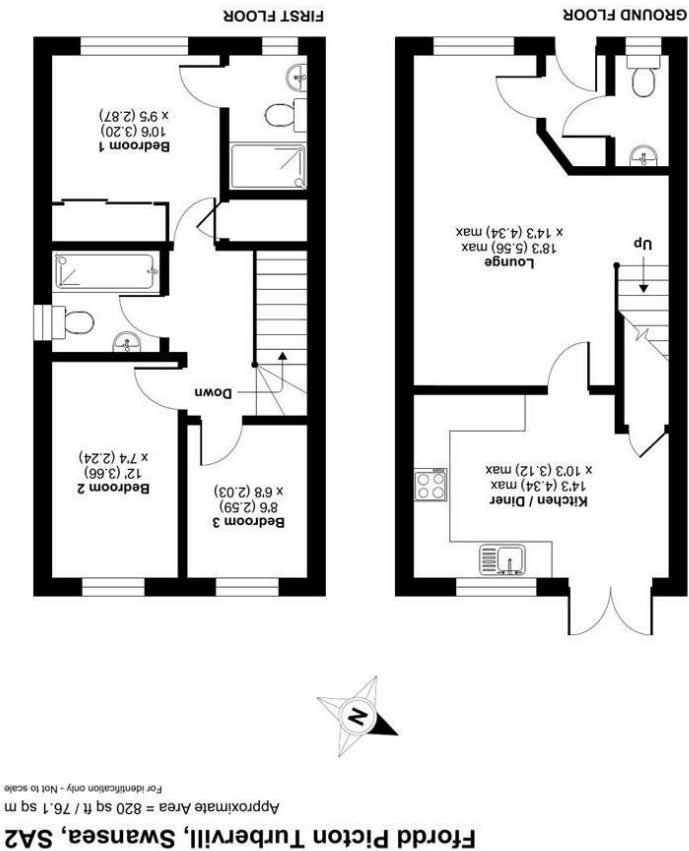 Ffordd Picton Turbervill, Swansea, SA2
Approximate Area = 820 sq ft / 76.1 sq m
For identification only - Not to scale
N
Kitchen / Diner
14'3 (4.34) max
x 10'3 (3.12) max
Lounge
18'3 (5.56) max
x 14'3 (4.34) max
Up
GROUND FLOOR
Bedroom 3
8'6 (2.59)
x 6'8 (2.03)
Bedroom 2
12' (3.66)
x 7'4 (2.24)
Down
Bedroom 1
10'6 (3.20)
x 9'5 (2.87)
FIRST FLOOR